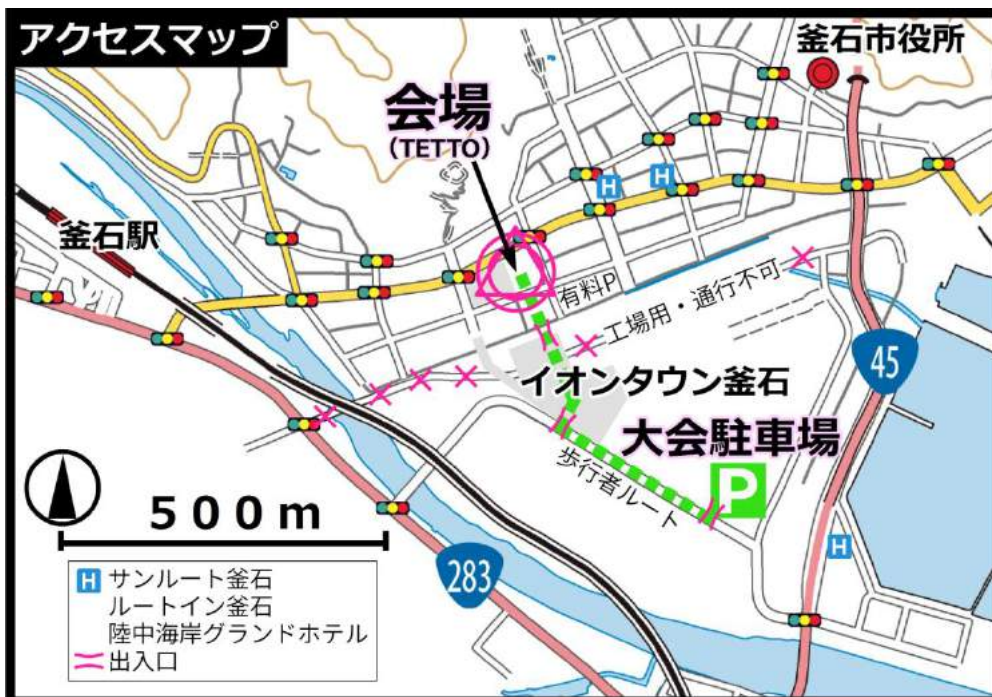 アクセスマップ
釜石市役所
会場
(TETTO)
H
H
釜石駅
有料P
工場用・通行不可
45
イオンタウン釜石
大会駐車場
P
歩行者ルート
500m
H
283
H サンルート釜石
ルートイン釜石
陸中海岸グランドホテル
出入口